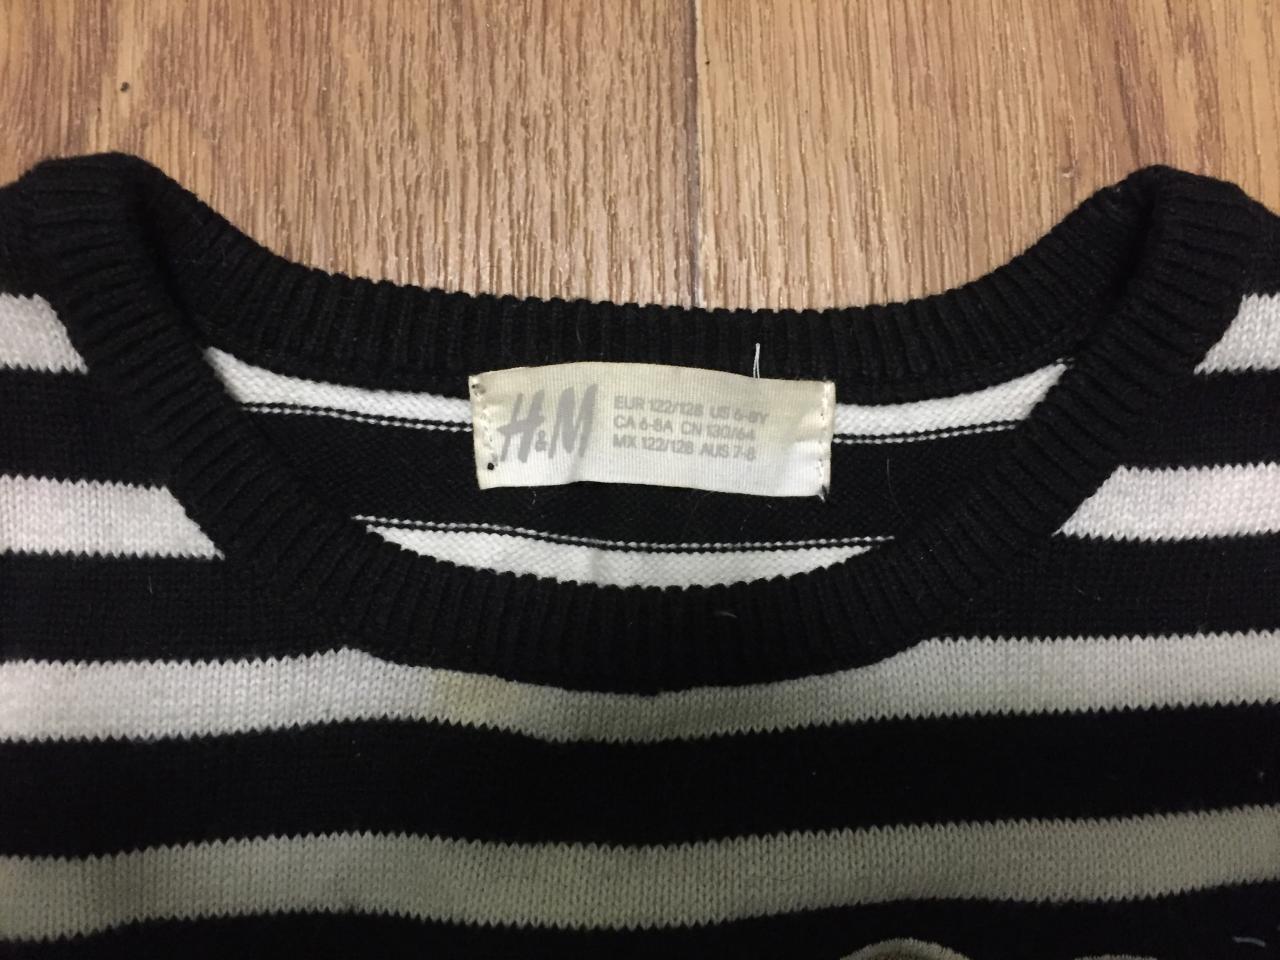 H&M
EUR 122/128 US 6-8Y
CA 6-8A CN 130/64
MX 122/128 AUS 7-8